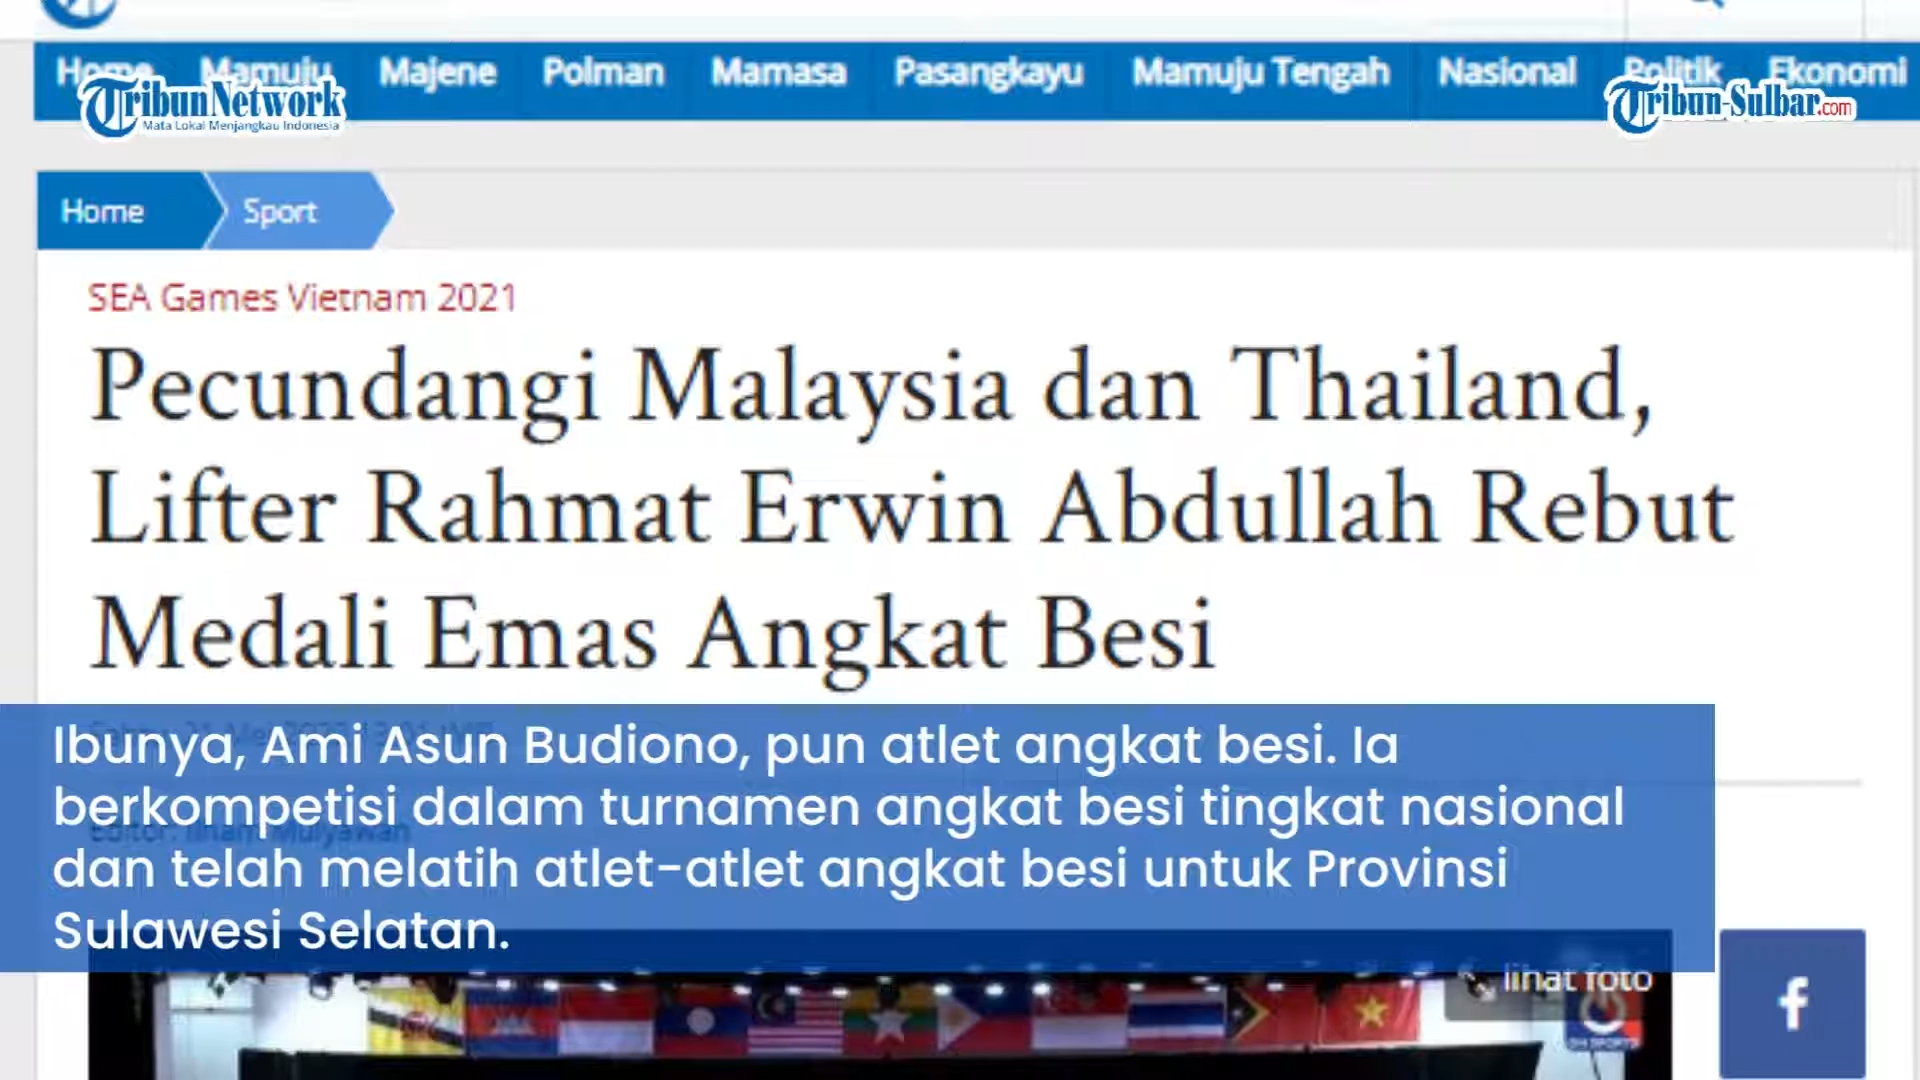 Home Mamuju Majene Polman Mamasa Pasangkayu Mamuju Tengah Nasional Politik Ekonomi
TribunNetwork
Mata Lokal Menjangkau Indonesia
Tribun-Sulbar.com
Home Sport
SEA Games Vietnam 2021
Pecundangi Malaysia dan Thailand,
Lifter Rahmat Erwin Abdullah Rebut
Medali Emas Angkat Besi
Ibunya, Ami Asun Budiono, pun atlet angkat besi. Ia
berkompetisi dalam turnamen angkat besi tingkat nasional
dan telah melatih atlet-atlet angkat besi untuk Provinsi
Sulawesi Selatan.
Editor: Ilham Mulyawan
lihat foto
f